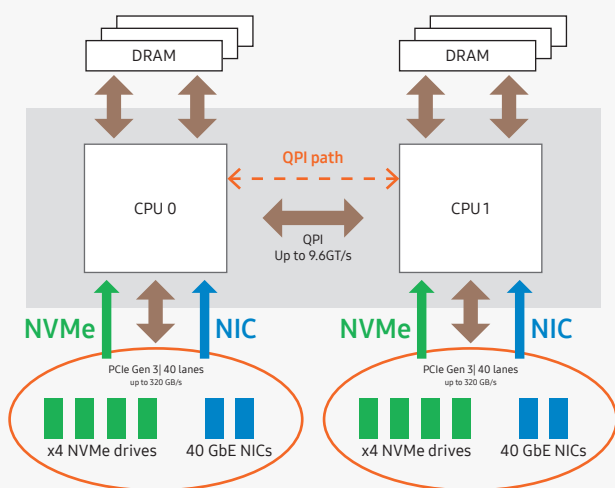 DRAM
DRAM
QPI path
CPU 0
CPU 1
QPI
Up to 9.6GT/s
NVMe
NIC
NVMe
NIC
PCIe Gen 3| 40 lanes
up to 320 GB/s
PCIe Gen 3| 40 lanes
up to 320 GB/s
x4 NVMe drives
40 GbE NICs
x4 NVMe drives
40 GbE NICs